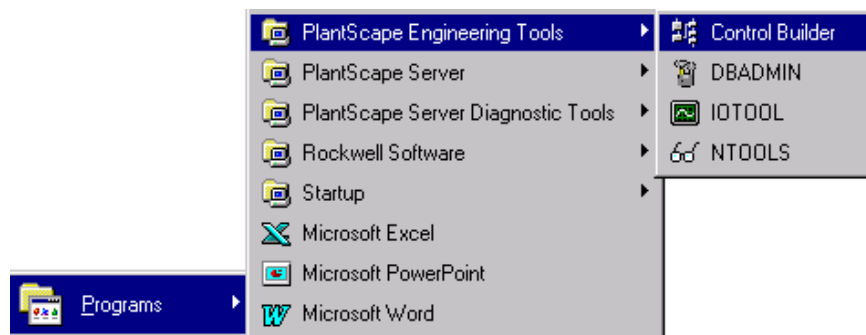 PlantScape Engineering Tools
PlantScape Server
PlantScape Server Diagnostic Tools
Rockwell Software
Startup
Microsoft Excel
Microsoft PowerPoint
Microsoft Word
Programs
Control Builder
DBADMIN
IOTOOL
NTOOLS